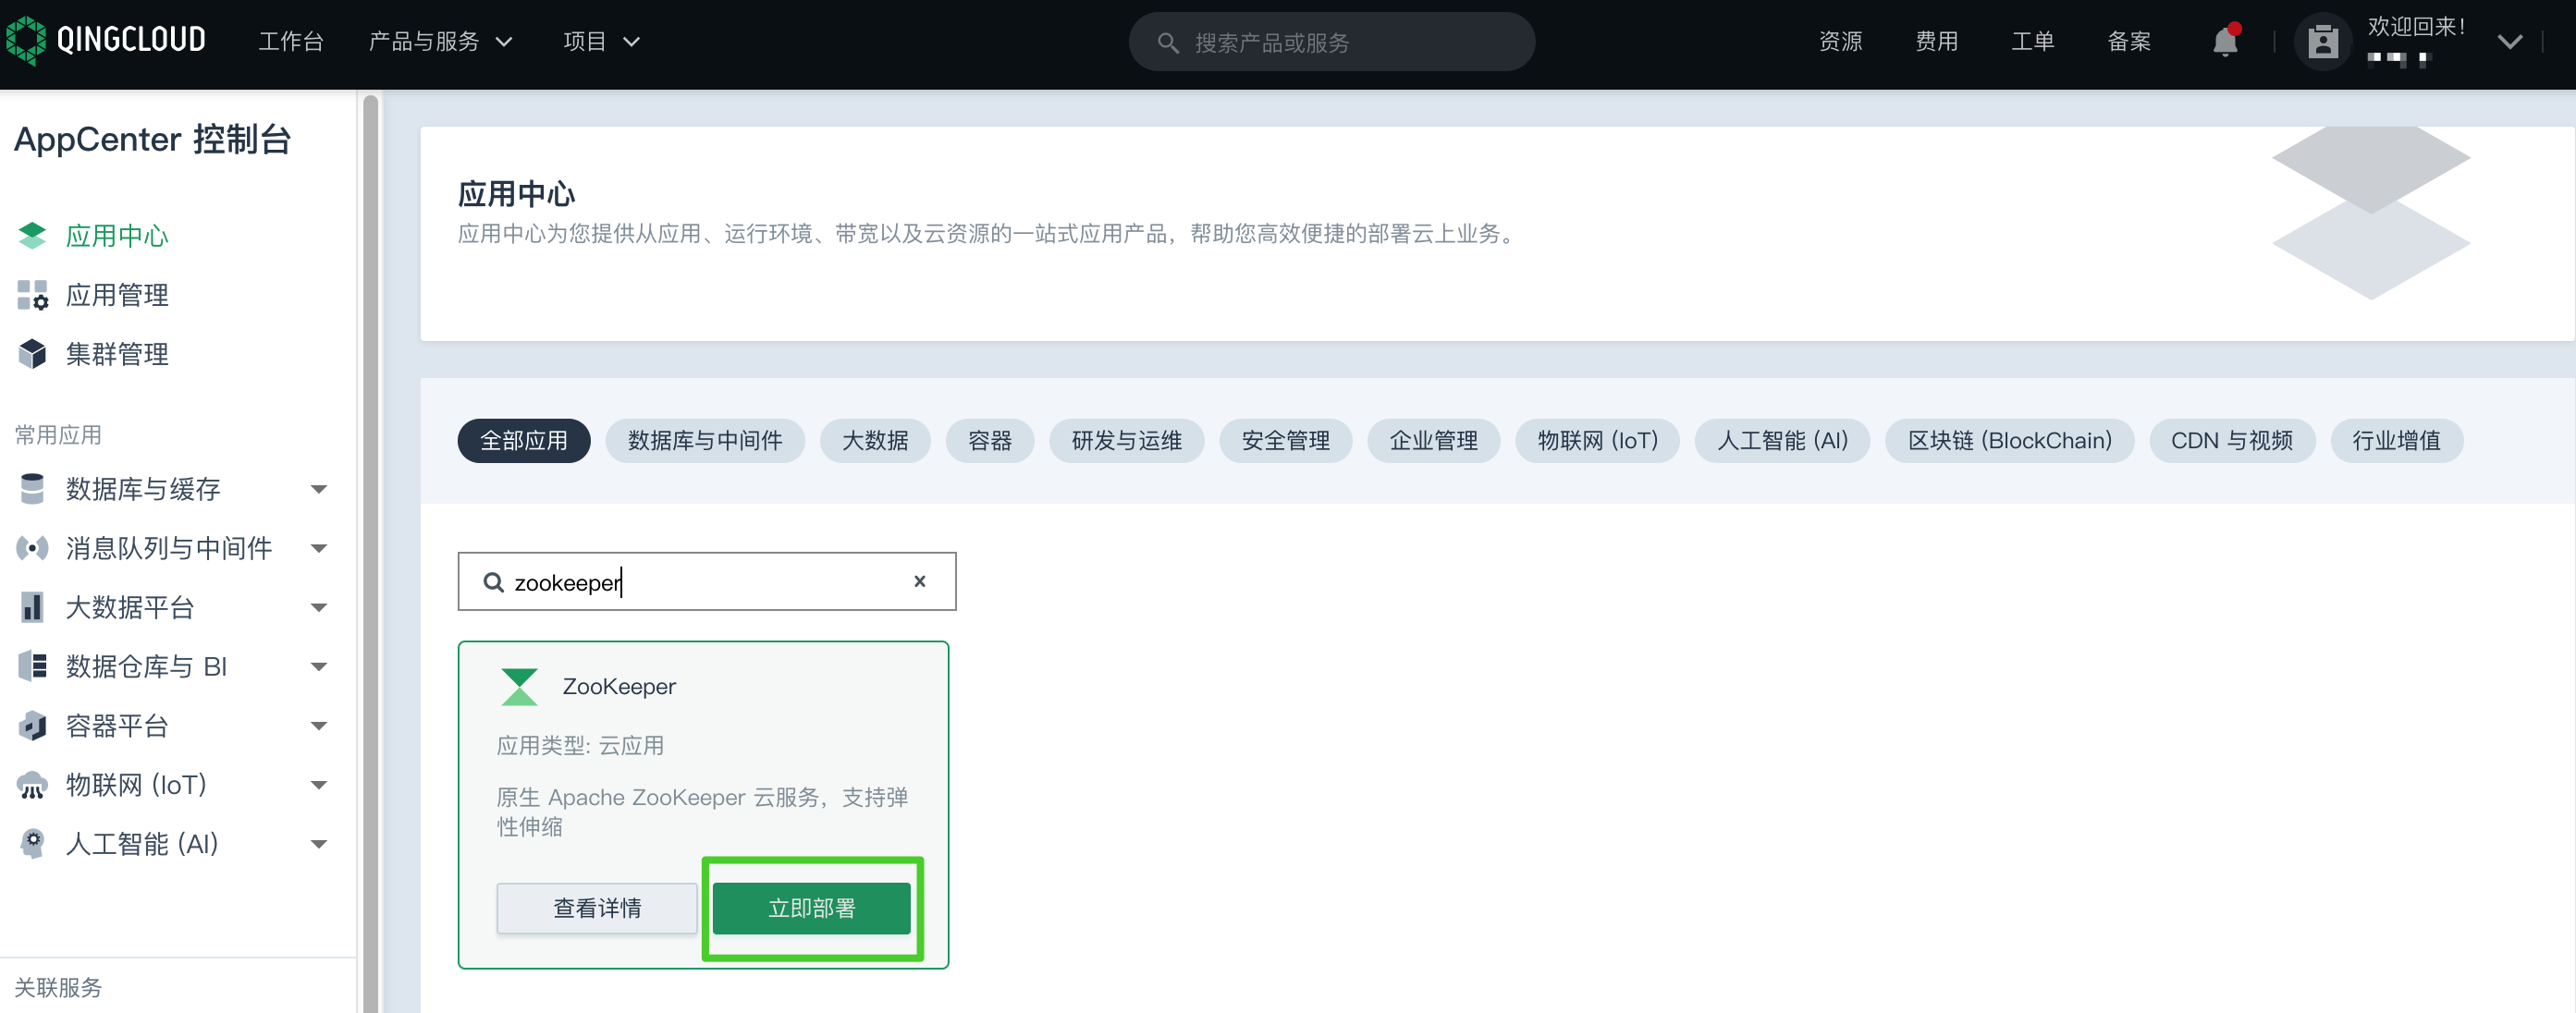 QINGCLOUD 工作台 产品与服务 项目 搜索产品或服务 资源 费用 工单 备案 欢迎回来!
AppCenter 控制台
应用中心
应用管理
集群管理
常用应用
数据库与缓存
消息队列与中间件
大数据平台
数据仓库与 BI
容器平台
物联网 (IoT)
人工智能 (AI)
关联服务
应用中心
应用中心为您提供从应用、运行环境、带宽以及云资源的一站式应用产品，帮助您高效便捷的部署云上业务。
全部应用 数据库与中间件 大数据 容器 研发与运维 安全管理 企业管理 物联网 (IoT) 人工智能 (AI) 区块链 (BlockChain) CDN 与视频 行业增值
zookeeper
ZooKeeper
应用类型: 云应用
原生 Apache ZooKeeper 云服务，支持弹
性伸缩
查看详情 立即部署